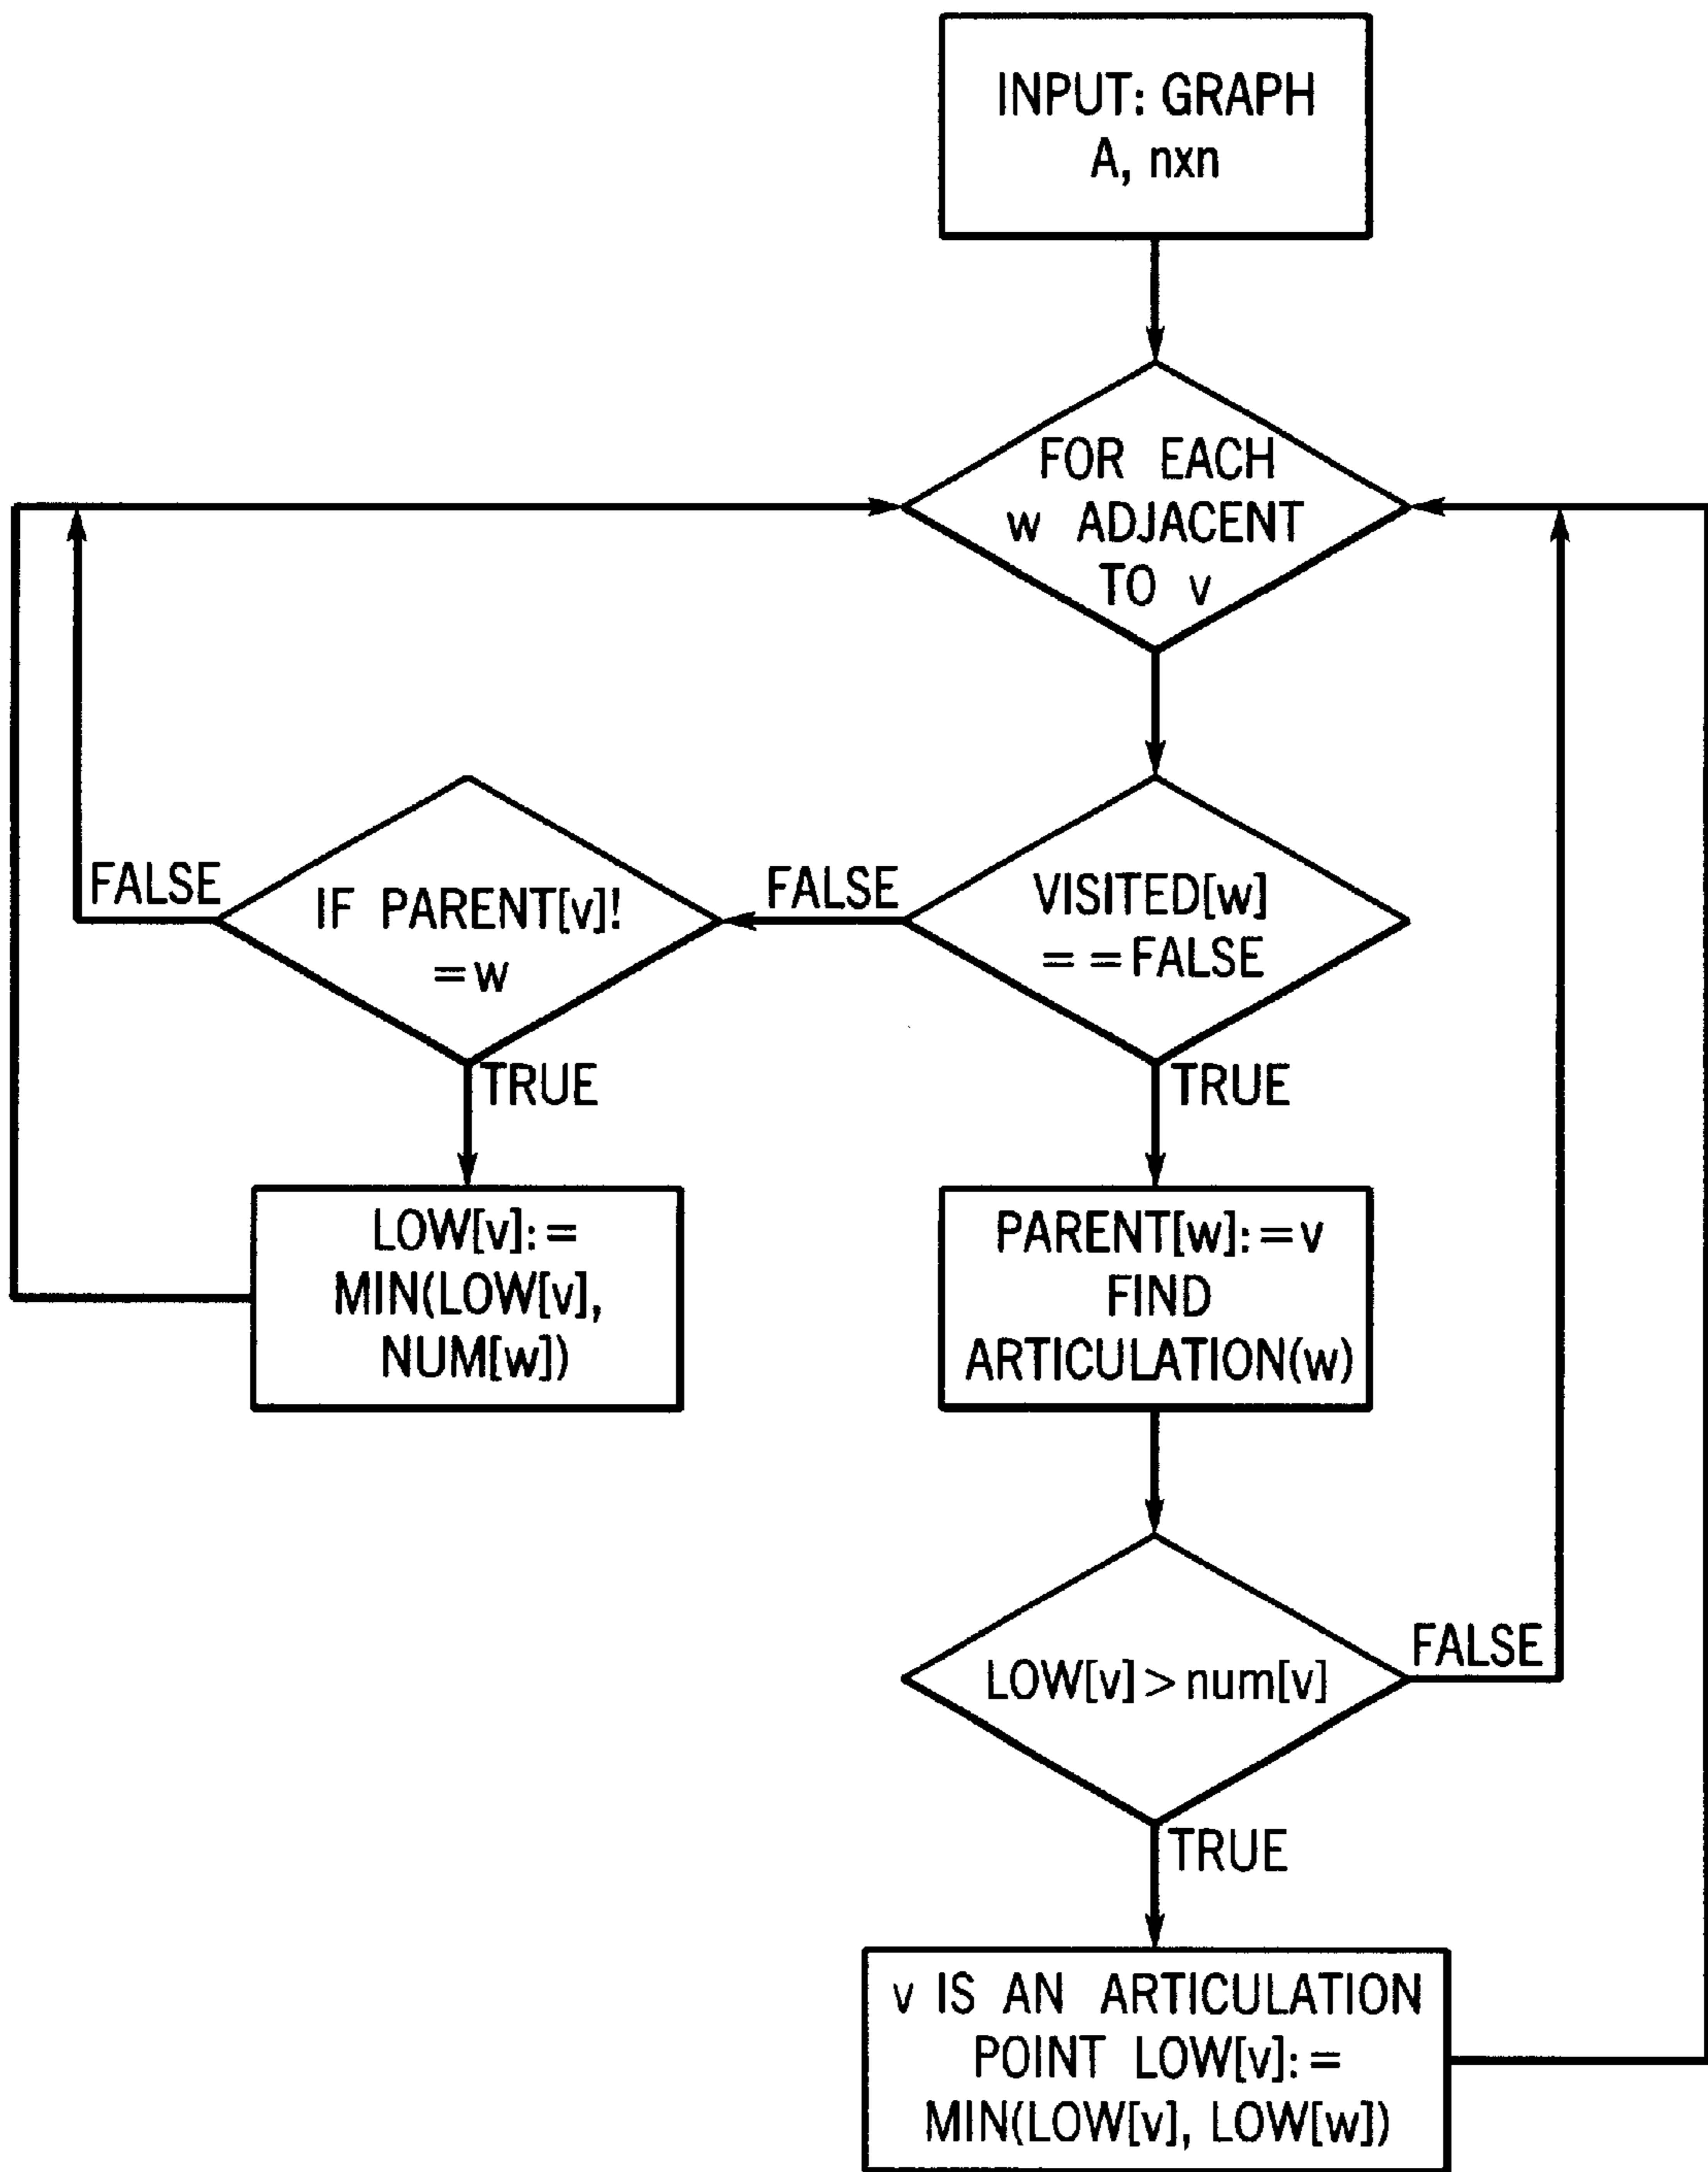 INPUT: GRAPH
A, nxn
FOR EACH
w ADJACENT
TO v
FALSE
IF PARENT[v]!
=w
FALSE
VISITED[w]
==FALSE
TRUE
TRUE
LOW[v]:=
MIN(LOW[v],
NUM[w])
PARENT[w]:=v
FIND
ARTICULATION(w)
LOW[v]>num[v]
FALSE
TRUE
v IS AN ARTICULATION
POINT LOW[v]:=
MIN(LOW[v], LOW[w])